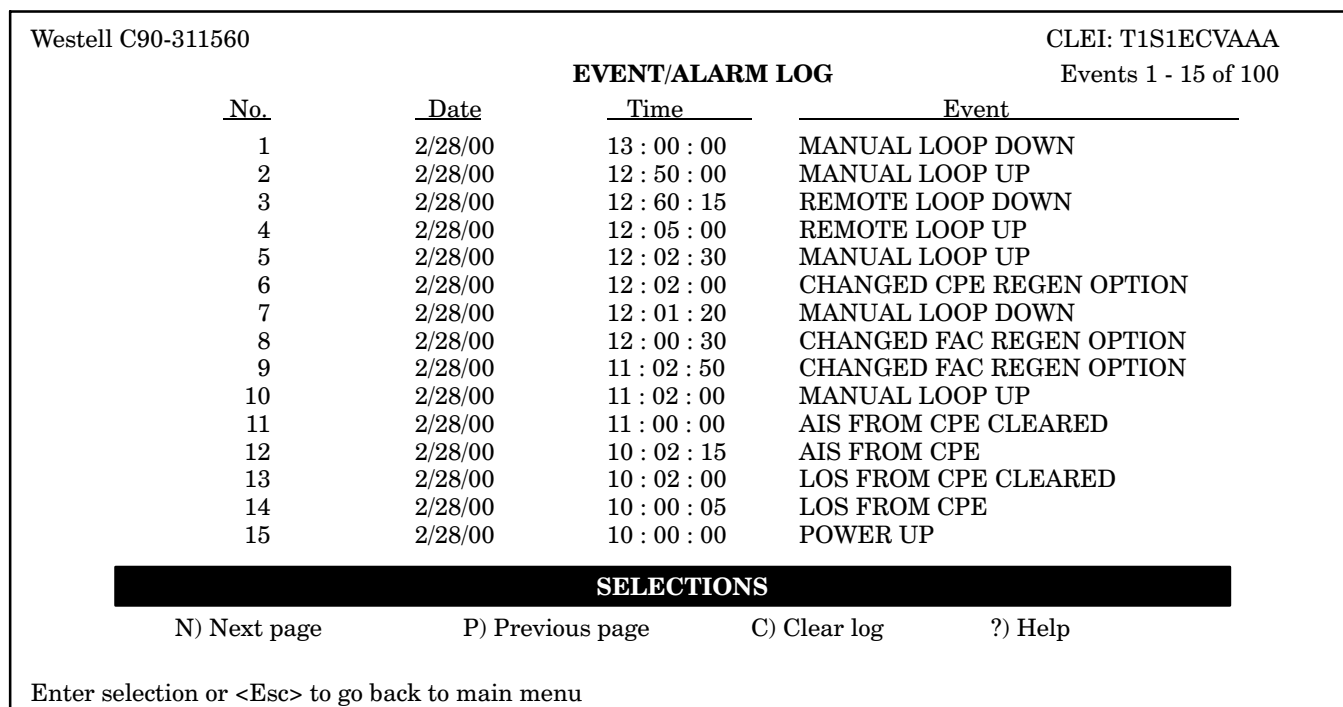 Westell C90-311560 CLEI: T1S1ECVAAA
EVENT/ALARM LOG Events 1 - 15 of 100
No. Date Time Event
1 2/28/00 13 : 00 : 00 MANUAL LOOP DOWN
2 2/28/00 12 : 50 : 00 MANUAL LOOP UP
3 2/28/00 12 : 60 : 15 REMOTE LOOP DOWN
4 2/28/00 12 : 05 : 00 REMOTE LOOP UP
5 2/28/00 12 : 02 : 30 MANUAL LOOP UP
6 2/28/00 12 : 02 : 00 CHANGED CPE REGEN OPTION
7 2/28/00 12 : 01 : 20 MANUAL LOOP DOWN
8 2/28/00 12 : 00 : 30 CHANGED FAC REGEN OPTION
9 2/28/00 11 : 02 : 50 CHANGED FAC REGEN OPTION
10 2/28/00 11 : 02 : 00 MANUAL LOOP UP
11 2/28/00 11 : 00 : 00 AIS FROM CPE CLEARED
12 2/28/00 10 : 02 : 15 AIS FROM CPE
13 2/28/00 10 : 02 : 00 LOS FROM CPE CLEARED
14 2/28/00 10 : 00 : 05 LOS FROM CPE
15 2/28/00 10 : 00 : 00 POWER UP
SELECTIONS
N) Next page P) Previous page C) Clear log ?) Help
Enter selection or <Esc> to go back to main menu